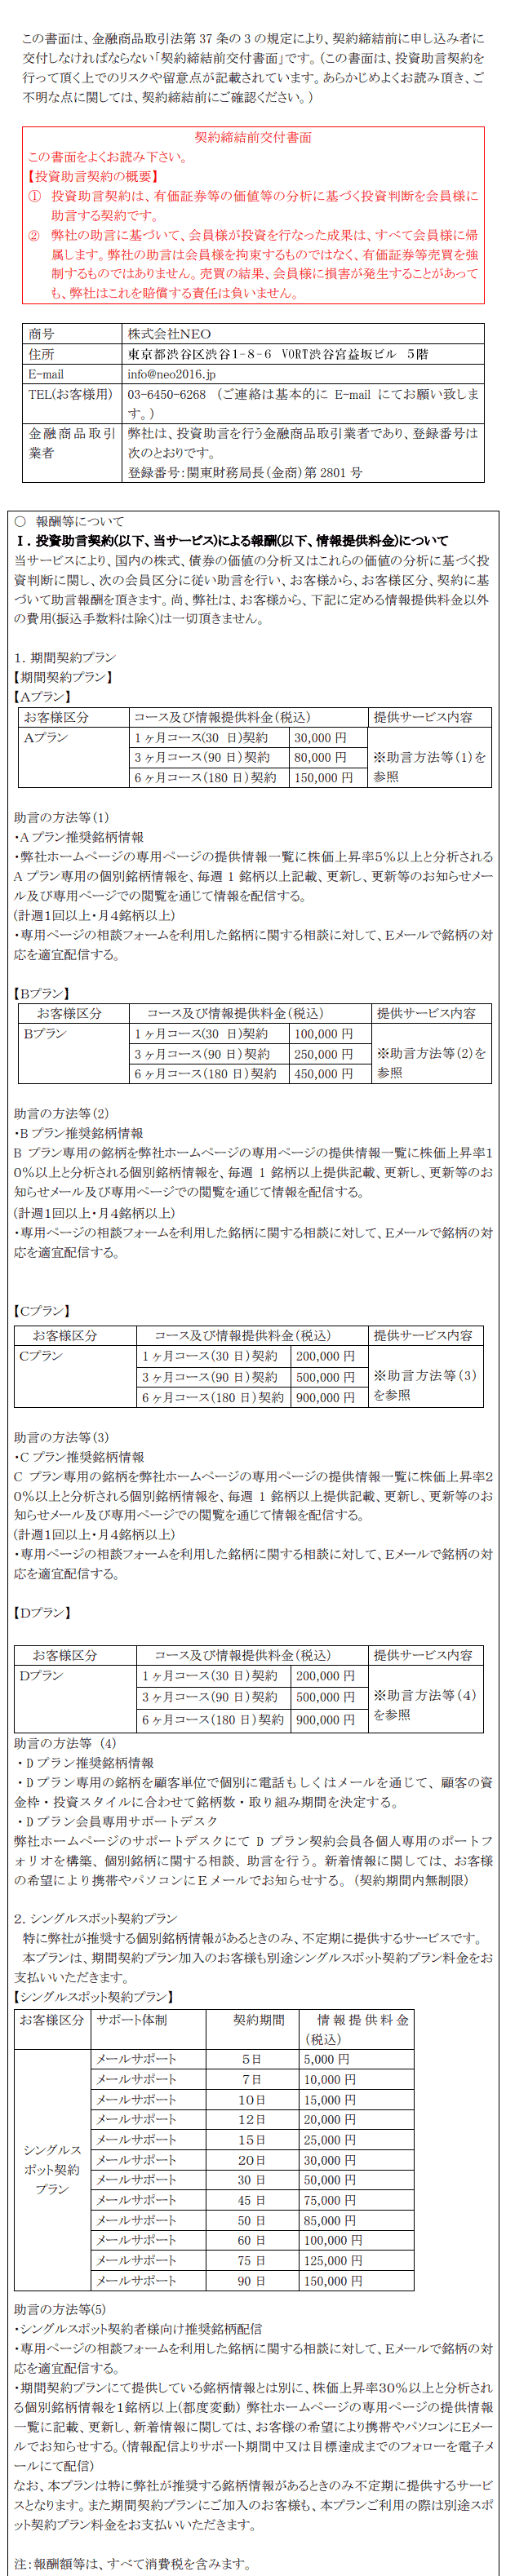 この書面は、金融商品取引法第 37 条の 3 の規定により、契約締結前に申し込み者に
交付しなければならない「契約締結前交付書面」です。（この書面は、投資助言契約を
行って頂く上でのリスクや留意点が記載されています。あらかじめよくお読み頂き、ご
不明な点に関しては、契約締結前にご確認ください。）
契約締結前交付書面
この書面をよくお読み下さい。
【投資助言契約の概要】
① 投資助言契約は、有価証券等の価値等の分析に基づく投資判断を会員様に
助言する契約です。
② 弊社の助言に基づいて、会員様が投資を行なった成果は、すべて会員様に帰
属します。弊社の助言は会員様を拘束するものではなく、有価証券等売買を強
制するものではありません。売買の結果、会員様に損害が発生することがあって
も、弊社はこれを賠償する責任は負いません。
商号 株式会社NEO
住所 東京都渋谷区渋谷1-8-6 VORT渋谷宮益坂ビル 5階
E-mail info@neo2016.jp
TEL(お客様用) 03-6450-6268 （ご連絡は基本的に E-mail にてお願い致しま
す。）
金融商品取引 弊社は、投資助言を行う金融商品取引業者であり、登録番号は
業者 次のとおりです。
登録番号：関東財務局長（金商）第 2801 号
○ 報酬等について
Ⅰ．投資助言契約(以下、当サービス)による報酬(以下、情報提供料金)について
当サービスにより、国内の株式、債券の価値の分析又はこれらの価値の分析に基づく投
資判断に関し、次の会員区分に従い助言を行い、お客様から、お客様区分、契約に基
づいて助言報酬を頂きます。尚、弊社は、お客様から、下記に定める情報提供料金以外
の費用(振込手数料は除く)は一切頂きません。
1．期間契約プラン
【期間契約プラン】
【Aプラン】
お客様区分 コース及び情報提供料金（税込） 提供サービス内容
Aプラン 1 ヶ月コース(30 日)契約 30,000 円
3 ヶ月コース（90 日）契約 80,000 円 ※助言方法等（1）を
6 ヶ月コース（180 日）契約 150,000 円 参照
助言の方法等（1）
・A プラン推奨銘柄情報
・弊社ホームページの専用ページの提供情報一覧に株価上昇率5％以上と分析される
A プラン専用の個別銘柄情報を、毎週 1 銘柄以上記載、更新し、更新等のお知らせメー
ル及び専用ページでの閲覧を通じて情報を配信する。
(計週1回以上・月4銘柄以上)
・専用ページの相談フォームを利用した銘柄に関する相談に対して、Eメールで銘柄の対
応を適宜配信する。
【Bプラン】
お客様区分 コース及び情報提供料金（税込） 提供サービス内容
Bプラン 1 ヶ月コース(30 日)契約 100,000 円
3 ヶ月コース（90 日）契約 250,000 円 ※助言方法等（2）を
6 ヶ月コース（180 日）契約 450,000 円 参照
助言の方法等（2）
・B プラン推奨銘柄情報
B プラン専用の銘柄を弊社ホームページの専用ページの提供情報一覧に株価上昇率1
0％以上と分析される個別銘柄情報を、毎週 1 銘柄以上提供記載、更新し、更新等のお
知らせメール及び専用ページでの閲覧を通じて情報を配信する。
(計週1回以上・月4銘柄以上)
・専用ページの相談フォームを利用した銘柄に関する相談に対して、Eメールで銘柄の対
応を適宜配信する。
【Cプラン】
お客様区分 コース及び情報提供料金（税込） 提供サービス内容
Cプラン 1 ヶ月コース（30 日）契約 200,000 円
3 ヶ月コース（90 日）契約 500,000 円 ※助言方法等（3）
6 ヶ月コース（180 日）契約 900,000 円 を参照
助言の方法等（3）
・C プラン推奨銘柄情報
C プラン専用の銘柄を弊社ホームページの専用ページの提供情報一覧に株価上昇率2
0％以上と分析される個別銘柄情報を、毎週 1 銘柄以上提供記載、更新し、更新等のお
知らせメール及び専用ページでの閲覧を通じて情報を配信する。
(計週1回以上・月4銘柄以上)
・専用ページの相談フォームを利用した銘柄に関する相談に対して、Eメールで銘柄の対
応を適宜配信する。
【Dプラン】
お客様区分 コース及び情報提供料金（税込） 提供サービス内容
Dプラン 1 ヶ月コース（30 日）契約 200,000 円
3 ヶ月コース（90 日）契約 500,000 円 ※助言方法等（4）
6 ヶ月コース（180 日）契約 900,000 円 を参照
助言の方法等 （4）
・D プラン推奨銘柄情報
・D プラン専用の銘柄を顧客単位で個別に電話もしくはメールを通じて、顧客の資
金枠・投資スタイルに合わせて銘柄数・取り組み期間を決定する。
・D プラン会員専用サポートデスク
弊社ホームページのサポートデスクにて D プラン契約会員各個人専用のポートフ
ォリオを構築、個別銘柄に関する相談、助言を行う。新着情報に関しては、お客様
の希望により携帯やパソコンにＥメールでお知らせする。（契約期間内無制限）
2．シングルスポット契約プラン
特に弊社が推奨する個別銘柄情報があるときのみ、不定期に提供するサービスです。
本プランは、期間契約プラン加入のお客様も別途シングルスポット契約プラン料金をお
支払いいただきます。
【シングルスポット契約プラン】
お客様区分 サポート体制 契約期間 情報提供料金
（税込）
メールサポート 5日 5,000 円
メールサポート 7日 10,000 円
メールサポート 10日 15,000 円
メールサポート 12日 20,000 円
メールサポート 15日 25,000 円
シングルス
ポット契約
プラン
メールサポート 20日 30,000 円
メールサポート 30 日 50,000 円
メールサポート 45 日 75,000 円
メールサポート 50 日 85,000 円
メールサポート 60 日 100,000 円
メールサポート 75 日 125,000 円
メールサポート 90 日 150,000 円
助言の方法等(5)
・シングルスポット契約者様向け推奨銘柄配信
・専用ページの相談フォームを利用した銘柄に関する相談に対して、Eメールで銘柄の対
応を適宜配信する。
・期間契約プランにて提供している銘柄情報とは別に、株価上昇率30％以上と分析され
る個別銘柄情報を1銘柄以上(都度変動) 弊社ホームページの専用ページの提供情報
一覧に記載、更新し、新着情報に関しては、お客様の希望により携帯やパソコンにEメー
ルでお知らせする。（情報配信よりサポート期間中又は目標達成までのフォローを電子メ
ールにて配信）
なお、本プランは特に弊社が推奨する銘柄情報があるときのみ不定期に提供するサービ
スとなります。また期間契約プランにご加入のお客様も、本プランご利用の際は別途スポ
ット契約プラン料金をお支払いいただきます。
注：報酬額等は、すべて消費税を含みます。